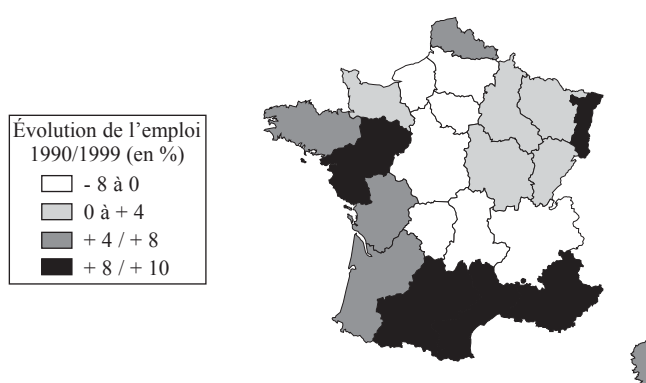 Évolution de l'emploi
1990/1999 (en %)
- 8 à 0
0 à + 4
+ 4 / + 8
+ 8 / + 10